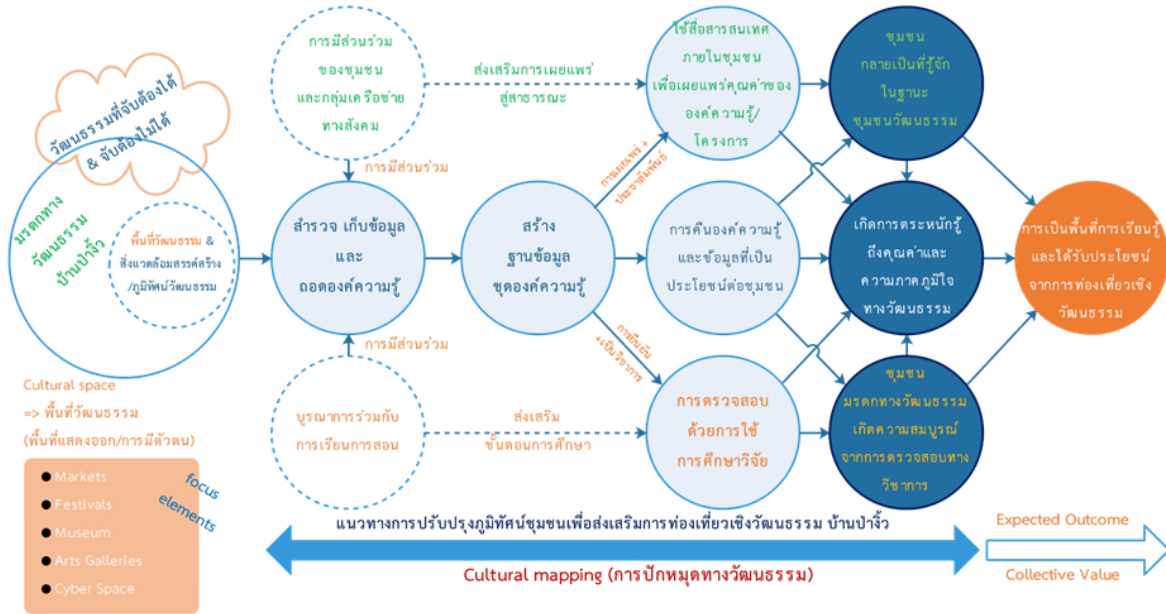 วัฒนธรรมที่จับต้องได้
& จับต้องไม่ได้
มรดกทาง
วัฒนธรรม
บ้านป่างิ้ว
พื้นที่วัฒนธรรม &
สิ่งแวดล้อมสรรค์สร้าง
/ภูมิทัศน์วัฒนธรรม
การมีส่วนร่วม
ของชุมชน
และกลุ่มเครือข่าย
ทางสังคม
การมีส่วนร่วม
สำรวจ เก็บข้อมูล
และ
ถอดองค์ความรู้
การมีส่วนร่วม
บูรณาการร่วมกับ
การเรียนการสอน
ส่งเสริมการเผยแพร่
สู่สาธารณะ
สร้าง
ฐานข้อมูล
ชุดองค์ความรู้
ส่งเสริม
ขั้นตอนการศึกษา
การเผยแพร่ +
ประชาสัมพันธ์
การยืนยัน
+เป็นวิชาการ
ใช้สื่อสารสนเทศ
ภายในชุมชน
เพื่อเผยแพร่คุณค่าของ
องค์ความรู้/
โครงการ
การคืนองค์ความรู้
และข้อมูลที่เป็น
ประโยชน์ต่อชุมชน
การตรวจสอบ
ด้วยการใช้
การศึกษาวิจัย
ชุมชน
กลายเป็นที่รู้จัก
ในฐานะ
ชุมชนวัฒนธรรม
เกิดการตระหนักรู้
ถึงคุณค่าและ
ความภาคภูมิใจ
ทางวัฒนธรรม
ชุมชน
มรดกทางวัฒนธรรม
เกิดความสมบูรณ์
จากการตรวจสอบทาง
วิชาการ
การเป็นพื้นที่การเรียนรู้
และได้รับประโยชน์
จากการท่องเที่ยวเชิง
วัฒนธรรม
Cultural space
=> พื้นที่วัฒนธรรม
(พื้นที่แสดงออก/การมีตัวตน)
● Markets
● Festivals
● Museum
● Arts Galleries
● Cyber Space
focus
elements
แนวทางการปรับปรุงภูมิทัศน์ชุมชนเพื่อส่งเสริมการท่องเที่ยวเชิงวัฒนธรรม บ้านป่างิ้ว
Cultural mapping (การปักหมุดทางวัฒนธรรม)
Expected Outcome
Collective Value